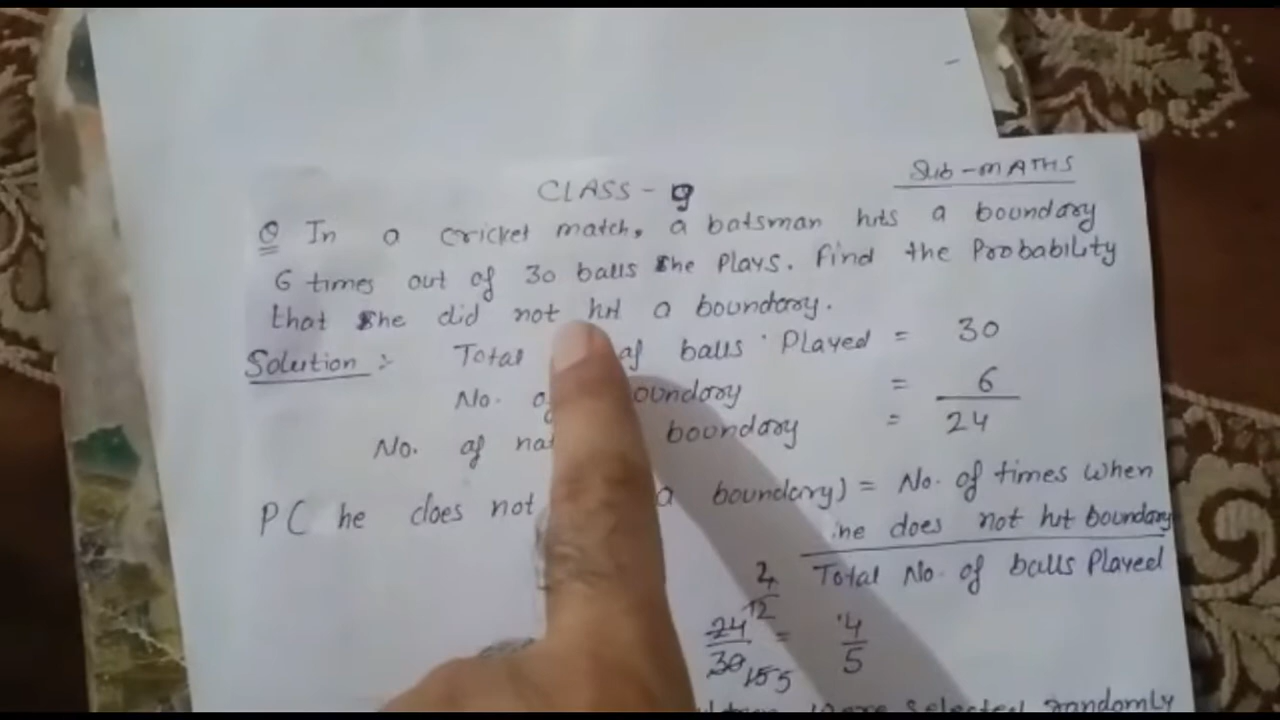 CLASS - 9
Sub - MATHS
Q In a cricket match, a batsman hits a boundary
6 times out of 30 balls She Plays. Find the Probability
that She did not hit a boundary.
Solution :- Total of balls Played = 30
No. boundary = 6
No. of boundary = 24
P( he does not a boundary) = No. of times when
he does not hit boundary
Total No. of balls Played
24/30 = 4/5
selected randomly